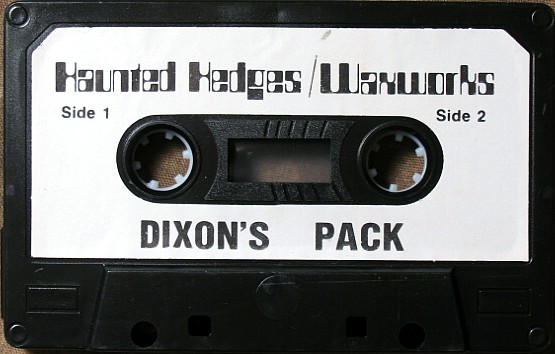 Haunted Hedges/Waxworks
Side 1
Side 2
DIXON'S PACK